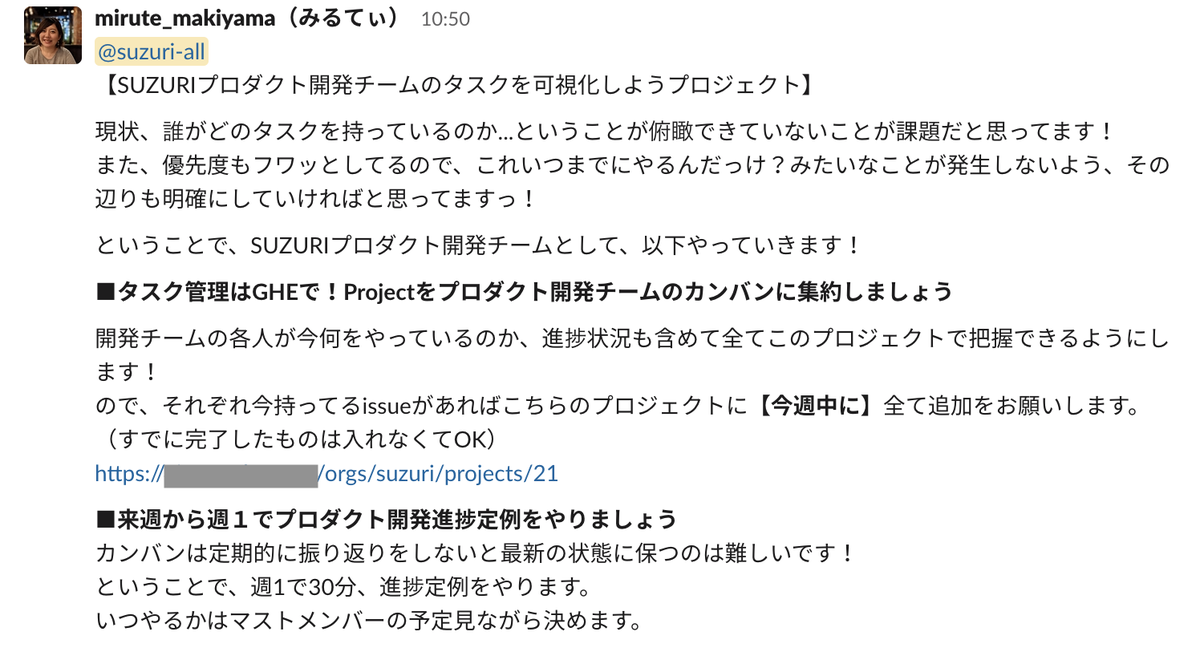 mirute_makiyama（みるてぃ） 10:50
@suzuri-all
【SUZURIプロダクト開発チームのタスクを可視化しようプロジェクト】
現状、誰がどのタスクを持っているのか...ということが俯瞰できていないことが課題だと思ってます！
また、優先度もフワッとしてるので、これいつまでにやるんだっけ？みたいなことが発生しないよう、その
辺りも明確にしていければと思ってますっ！
ということで、SUZURIプロダクト開発チームとして、以下やっていきます！
■タスク管理はGHEで！Projectをプロダクト開発チームのカンバンに集約しましょう
開発チームの各人が今何をやっているのか、進捗状況も含めて全てこのプロジェクトで把握できるようにし
ます！
ので、それぞれ今持ってるissueがあればこちらのプロジェクトに【今週中に】全て追加をお願いします。
（すでに完了したものは入れなくてOK）
https://　/orgs/suzuri/projects/21
■来週から週１でプロダクト開発進捗定例をやりましょう
カンバンは定期的に振り返りをしないと最新の状態に保つのは難しいです！
ということで、週1で30分、進捗定例をやります。
いつやるかはマストメンバーの予定見ながら決めます。